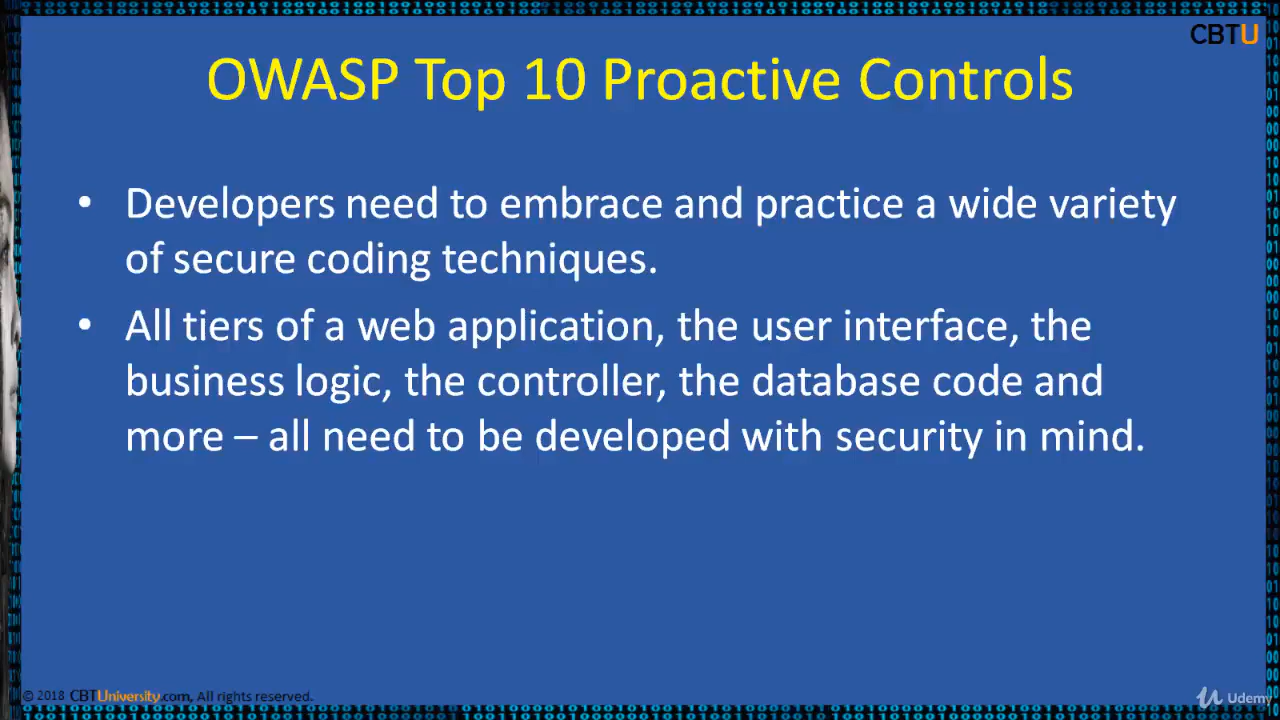 CBTU
OWASP Top 10 Proactive Controls
• Developers need to embrace and practice a wide variety
of secure coding techniques.
• All tiers of a web application, the user interface, the
business logic, the controller, the database code and
more – all need to be developed with security in mind.
© 2018 CBTUniversity.com, All rights reserved.
Udemy